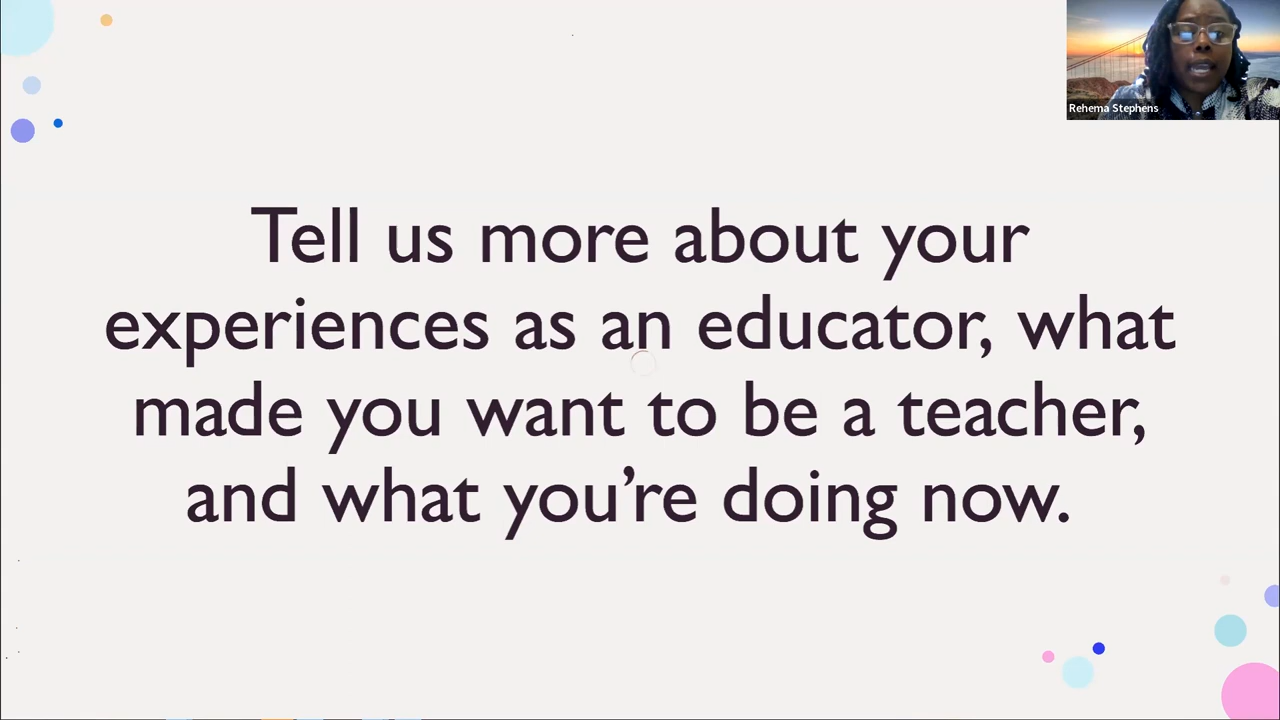 Rehema Stephens
Tell us more about your
experiences as an educator, what
made you want to be a teacher,
and what you’re doing now.